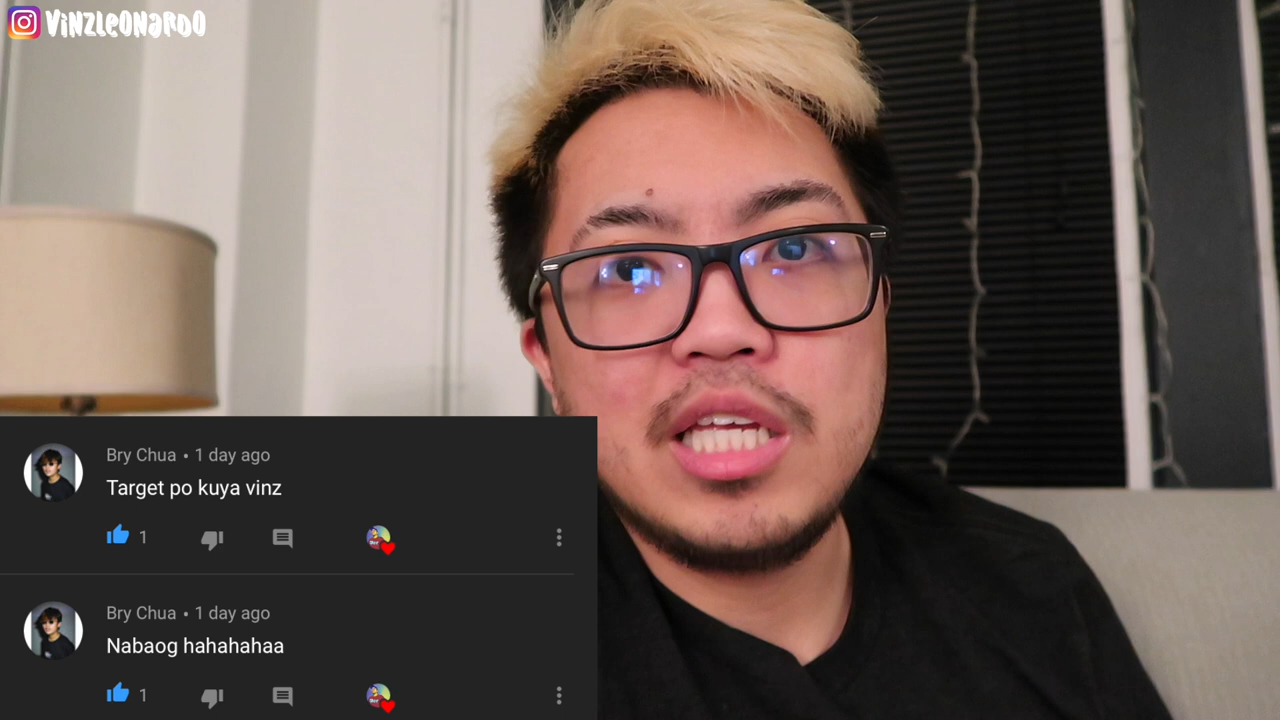 VinzLeonardo
Bry Chua • 1 day ago
Target po kuya vinz
1
Bry Chua • 1 day ago
Nabaog hahahahaa
1